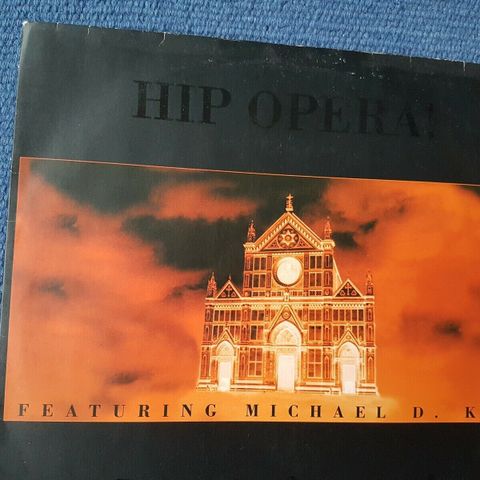 HIP OPERA!
FEATURING MICHAEL D. K